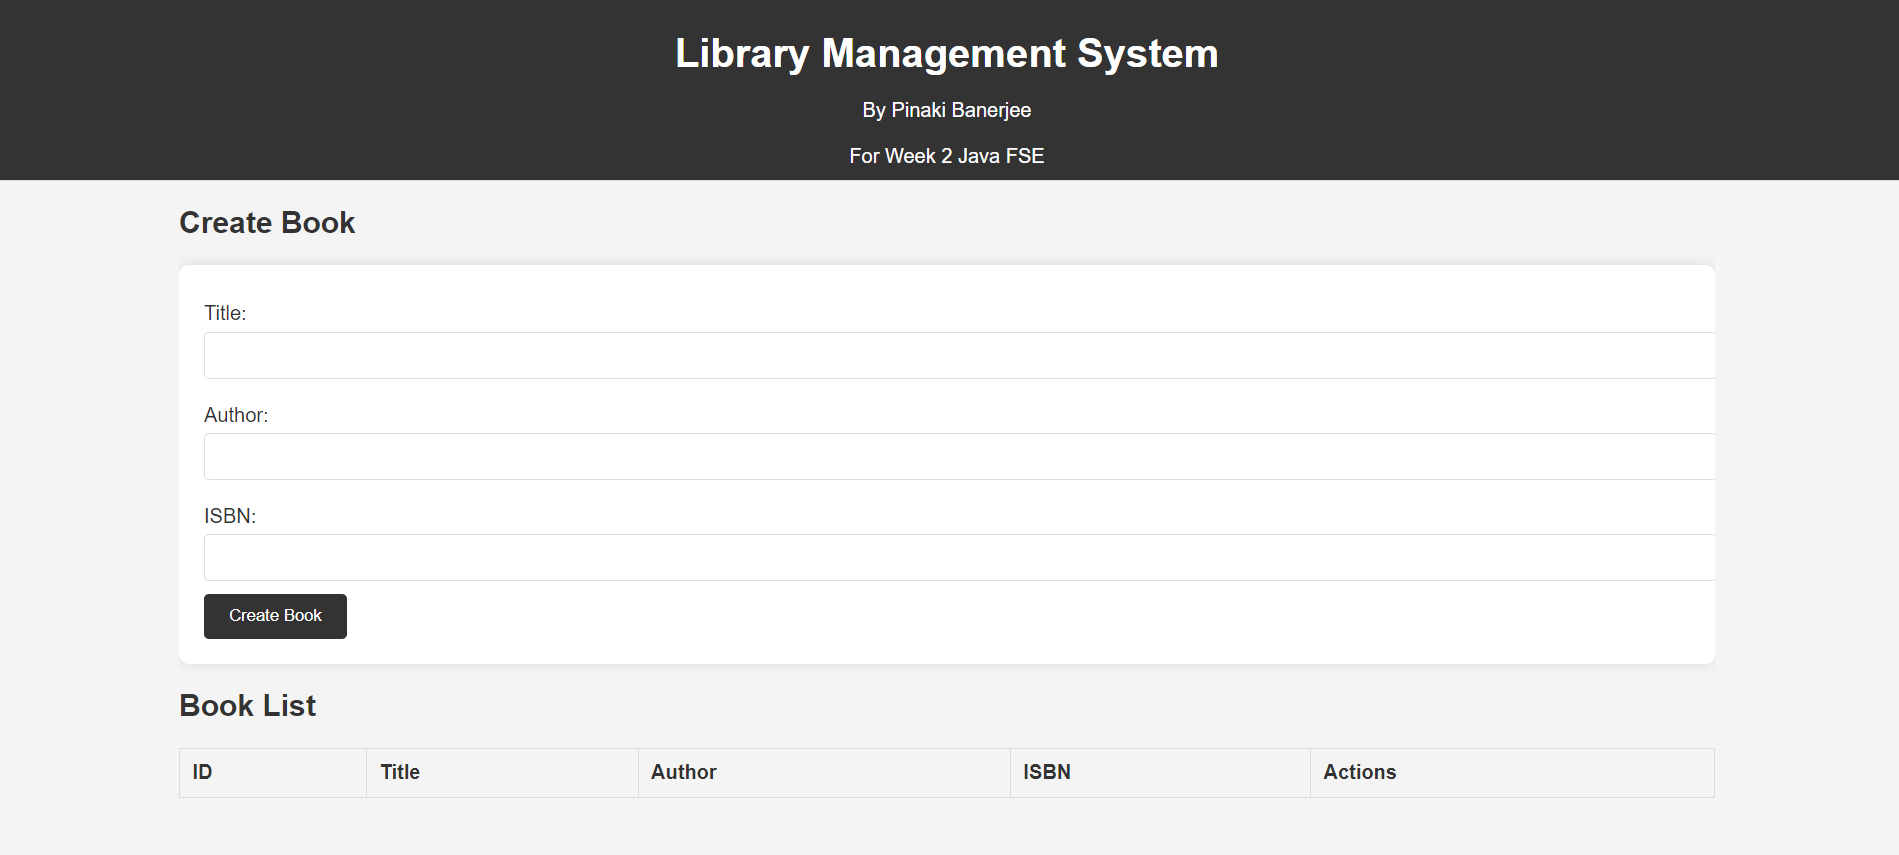 Library Management System
By Pinaki Banerjee
For Week 2 Java FSE
Create Book
Title:
Author:
ISBN:
Create Book
Book List
ID Title Author ISBN Actions